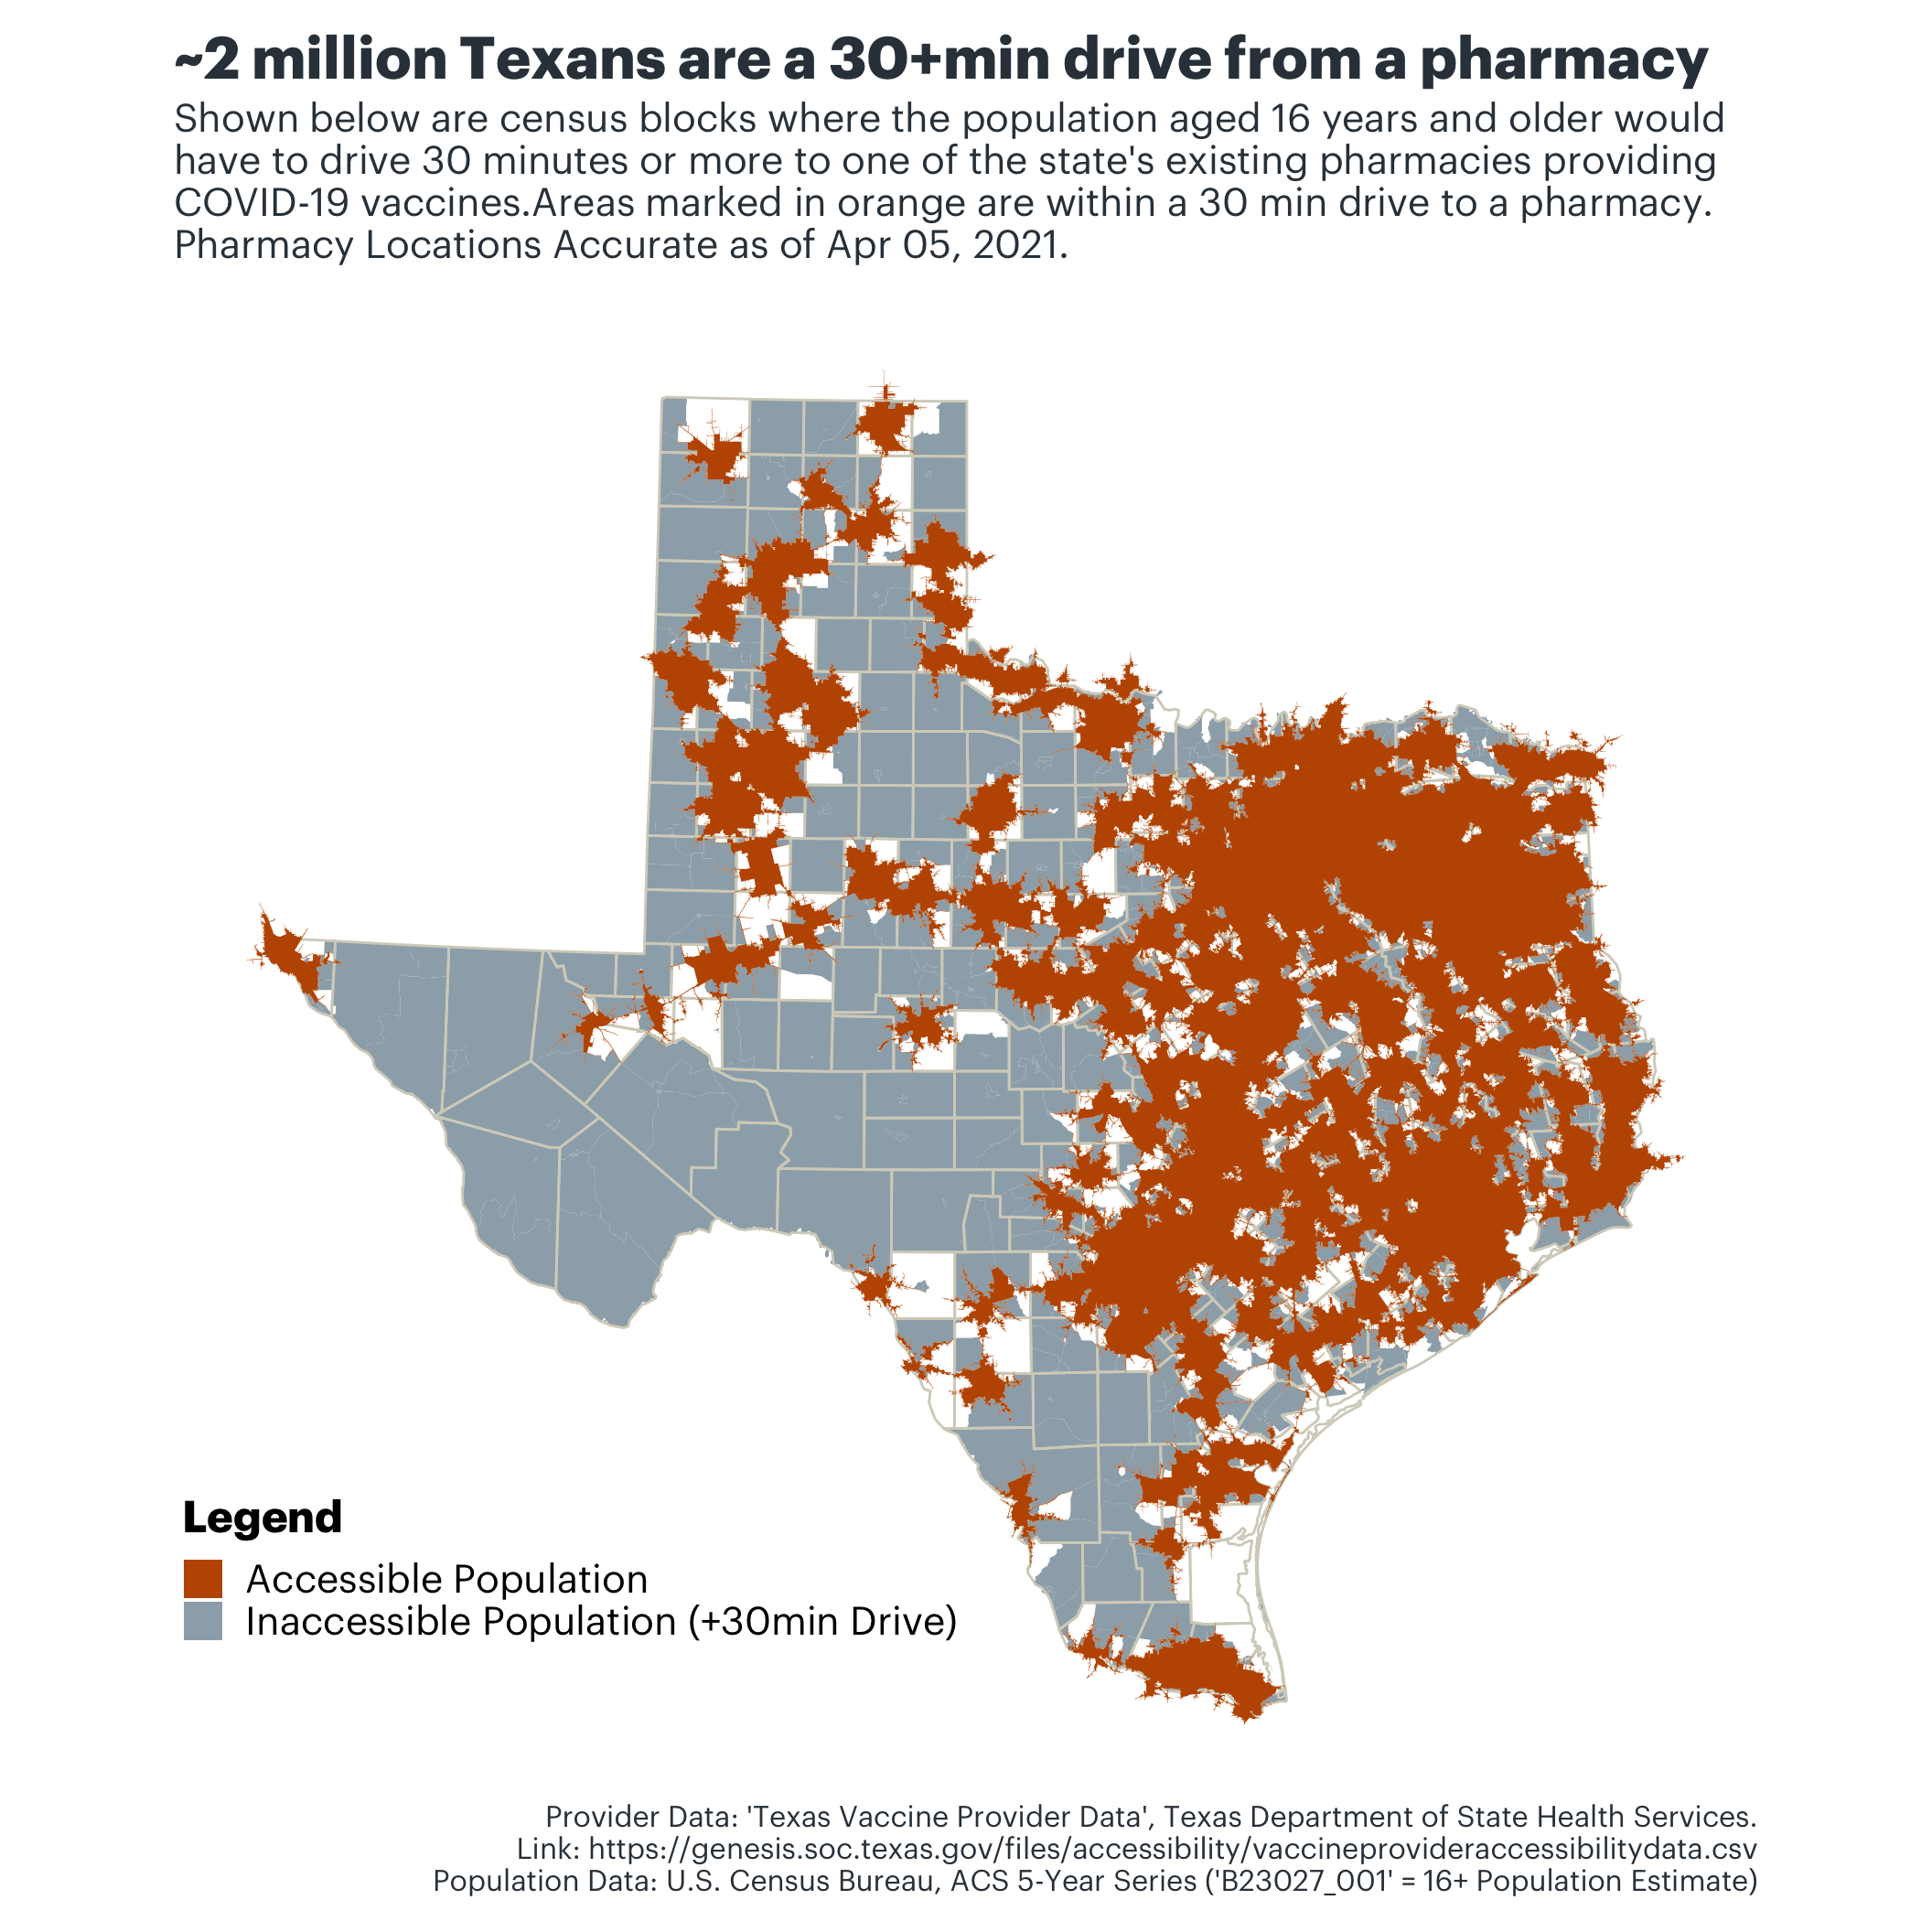 ~2 million Texans are a 30+min drive from a pharmacy
Shown below are census blocks where the population aged 16 years and older would
have to drive 30 minutes or more to one of the state's existing pharmacies providing
COVID-19 vaccines.Areas marked in orange are within a 30 min drive to a pharmacy.
Pharmacy Locations Accurate as of Apr 05, 2021.
Legend
Accessible Population
Inaccessible Population (+30min Drive)
Provider Data: 'Texas Vaccine Provider Data', Texas Department of State Health Services.
Link: https://genesis.soc.texas.gov/files/accessibility/vaccineprovideraccessibilitydata.csv
Population Data: U.S. Census Bureau, ACS 5-Year Series ('B23027_001' = 16+ Population Estimate)